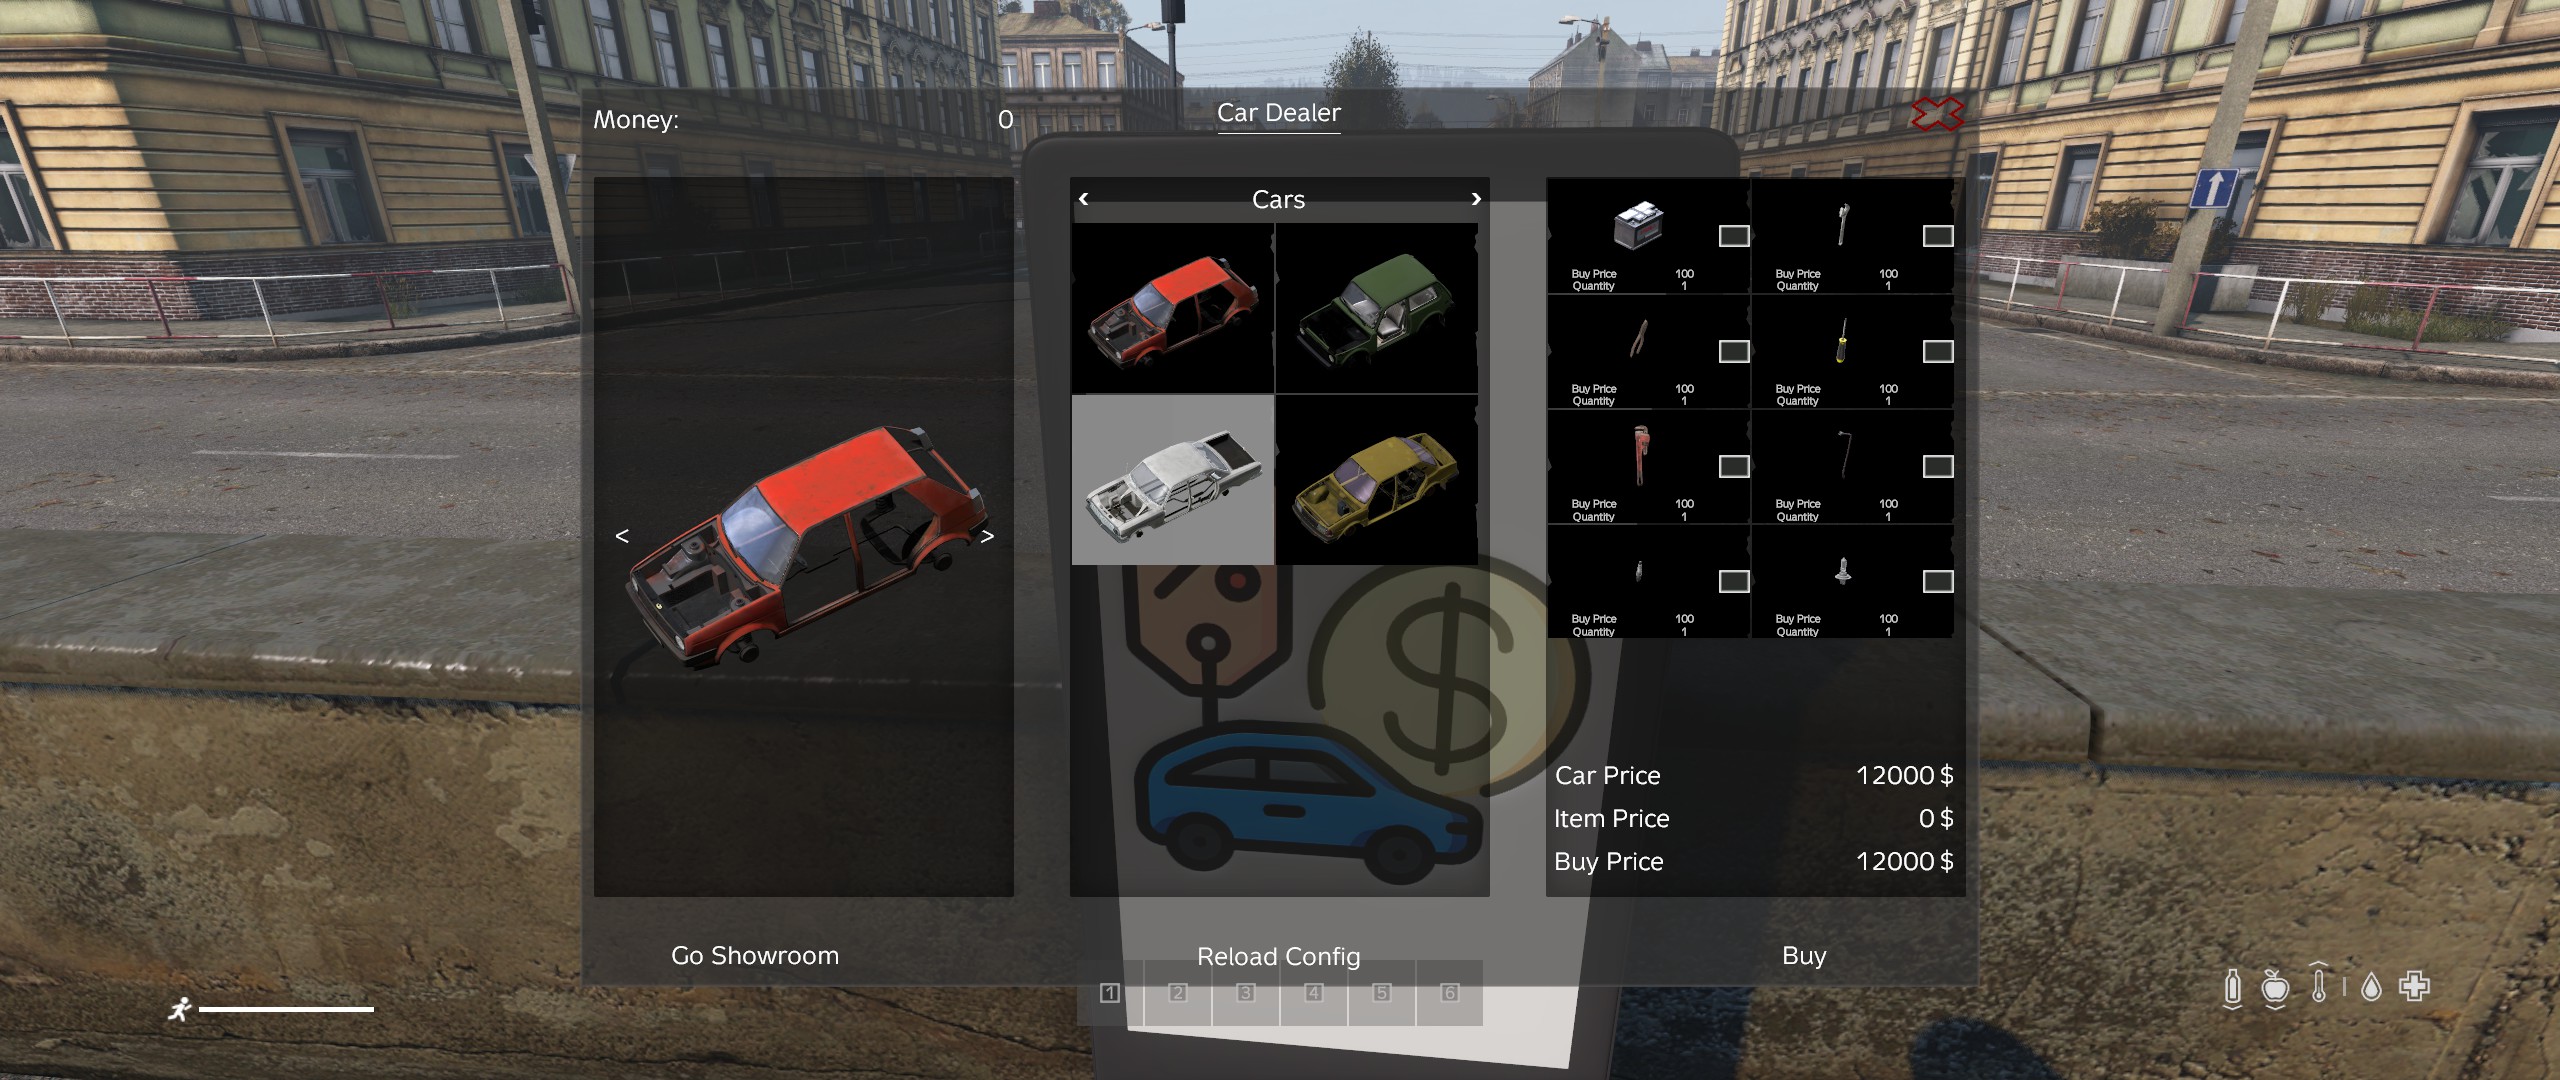 Money: 0
Car Dealer
< Cars >
< >
Buy Price 100
Quantity 1
Buy Price 100
Quantity 1
Buy Price 100
Quantity 1
Buy Price 100
Quantity 1
Buy Price 100
Quantity 1
Buy Price 100
Quantity 1
Buy Price 100
Quantity 1
Buy Price 100
Quantity 1
$
Car Price 12000 $
Item Price 0 $
Buy Price 12000 $
Go Showroom
Reload Config
Buy
1 2 3 4 5 6